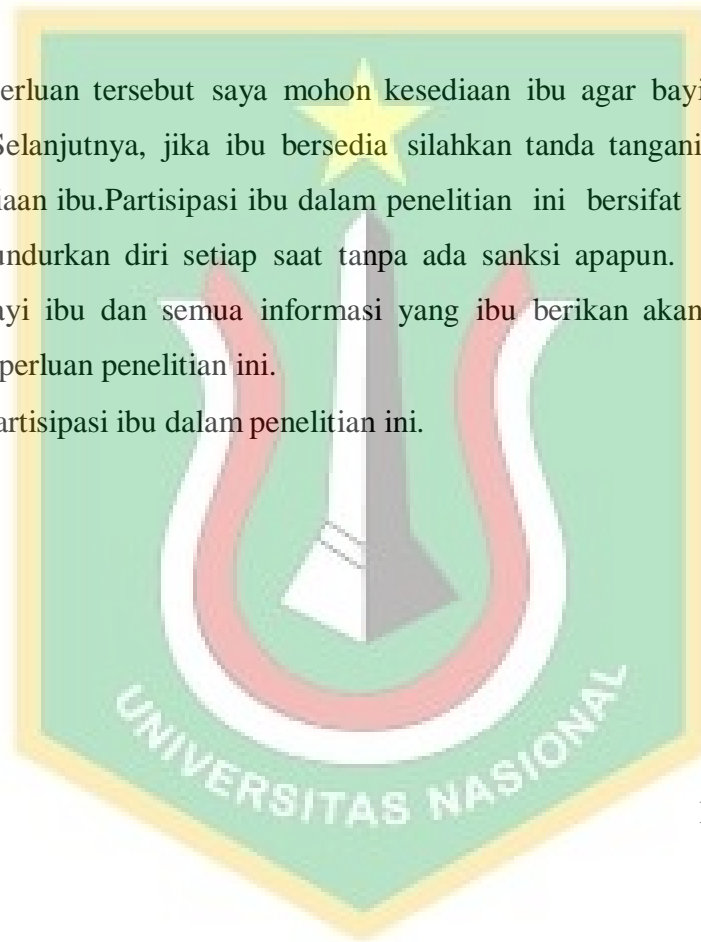 erluan tersebut saya mohon kesediaan ibu agar bayi
Selanjutnya, jika ibu bersedia silahkan tanda tangani
iaan ibu.Partisipasi ibu dalam penelitian ini bersifat
undurkan diri setiap saat tanpa ada sanksi apapun.
ayi ibu dan semua informasi yang ibu berikan akan
perluan penelitian ini.
artisipasi ibu dalam penelitian ini.
UNIVERSITAS NASIONAL